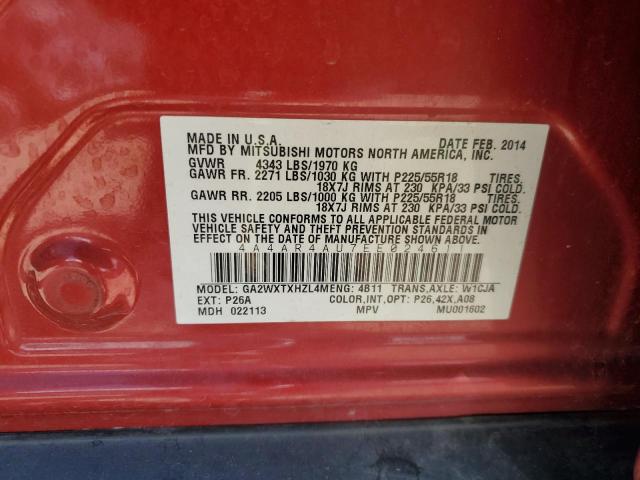 MADE IN U.S.A. DATE FEB. 2014
MFD BY MITSUBISHI MOTORS NORTH AMERICA, INC.
GVWR 4343 LBS/1970 KG
GAWR FR. 2271 LBS/1030 KG WITH P225/55R18 TIRES,
18X7J RIMS AT 230 KPA/33 PSI COLD.
GAWR RR. 2205 LBS/1000 KG WITH P225/55R18 TIRES,
18X7J RIMS AT 230 KPA/33 PSI COLD.
THIS VEHICLE CONFORMS TO ALL APPLICABLE FEDERAL MOTOR
VEHICLE SAFETY AND THEFT PREVENTION STANDARDS IN
EFFECT ON THE DATE OF MANUFACTURE SHOWN ABOVE.
MODEL: GA2WXTXHZL4MENG: 4B11 TRANS,AXLE: W1CJA
EXT: P26A COLOR,INT,OPT: P26,42X,A08
MDH 022113 MPV MU001602